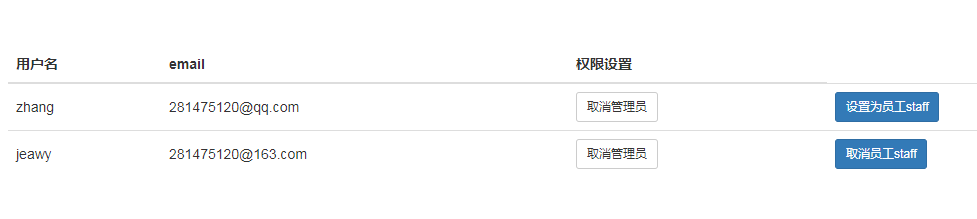 用户名 email 权限设置
zhang 281475120@qq.com 取消管理员 设置为员工staff
jeawy 281475120@163.com 取消管理员 取消员工staff